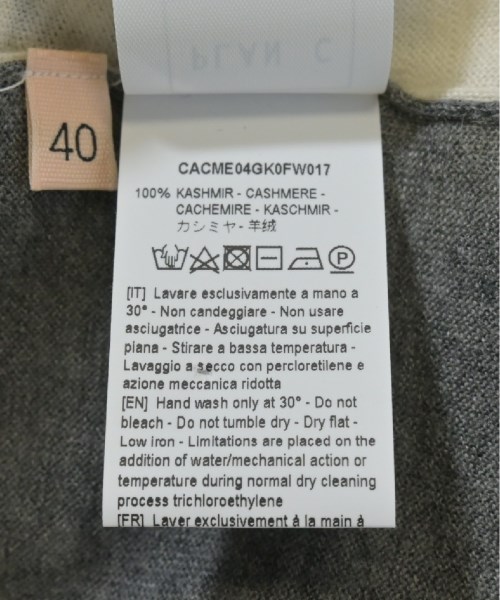 PLAN C
40
CACME04GK0FW017
100% KASHMIR - CASHMERE -
CACHEMIRE - KASCHMIR -
カシミヤ- 羊绒
[IT] Lavare esclusivamente a mano a
30° - Non candeggiare - Non usare
asciugatrice - Asciugatura su superficie
piana - Stirare a bassa temperatura -
Lavaggio a secco con percloretilene e
azione meccanica ridotta
[EN] Hand wash only at 30° - Do not
bleach - Do not tumble dry - Dry flat -
Low iron - Limitations are placed on the
addition of water/mechanical action or
temperature during normal dry cleaning
process trichloroethylene
[FR] Laver exclusivement à la main à